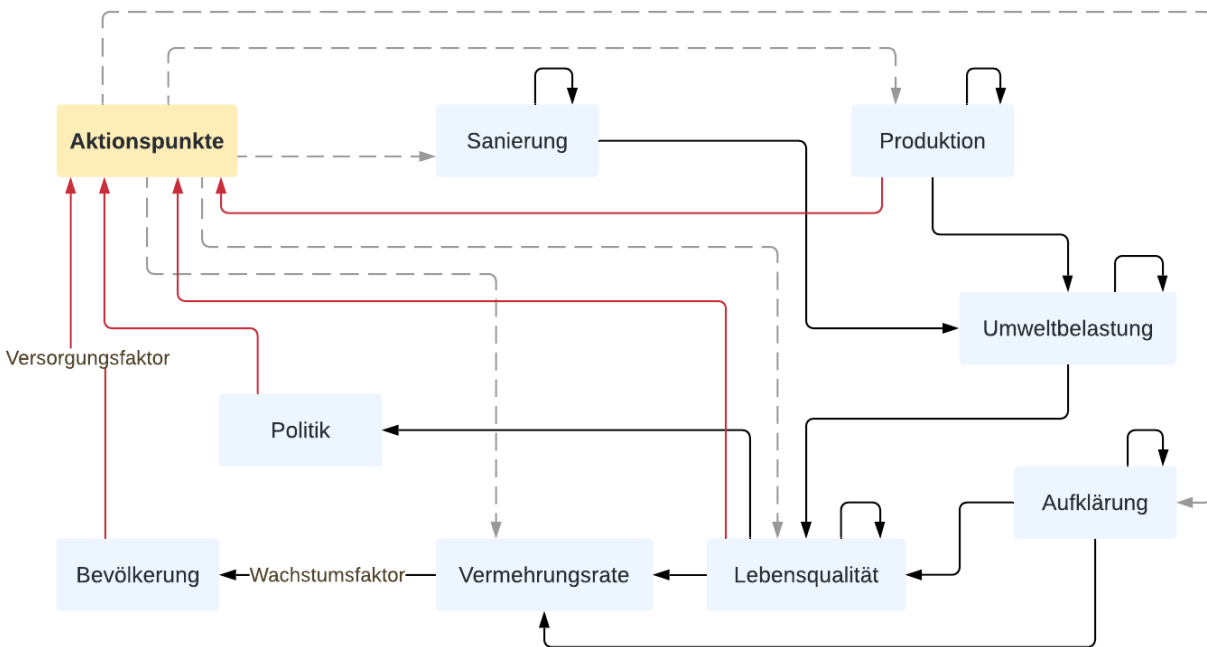 Aktionspunkte
Sanierung
Produktion
Umweltbelastung
Versorgungsfaktor
Politik
Aufklärung
Bevölkerung
Wachstumsfaktor
Vermehrungsrate
Lebensqualität